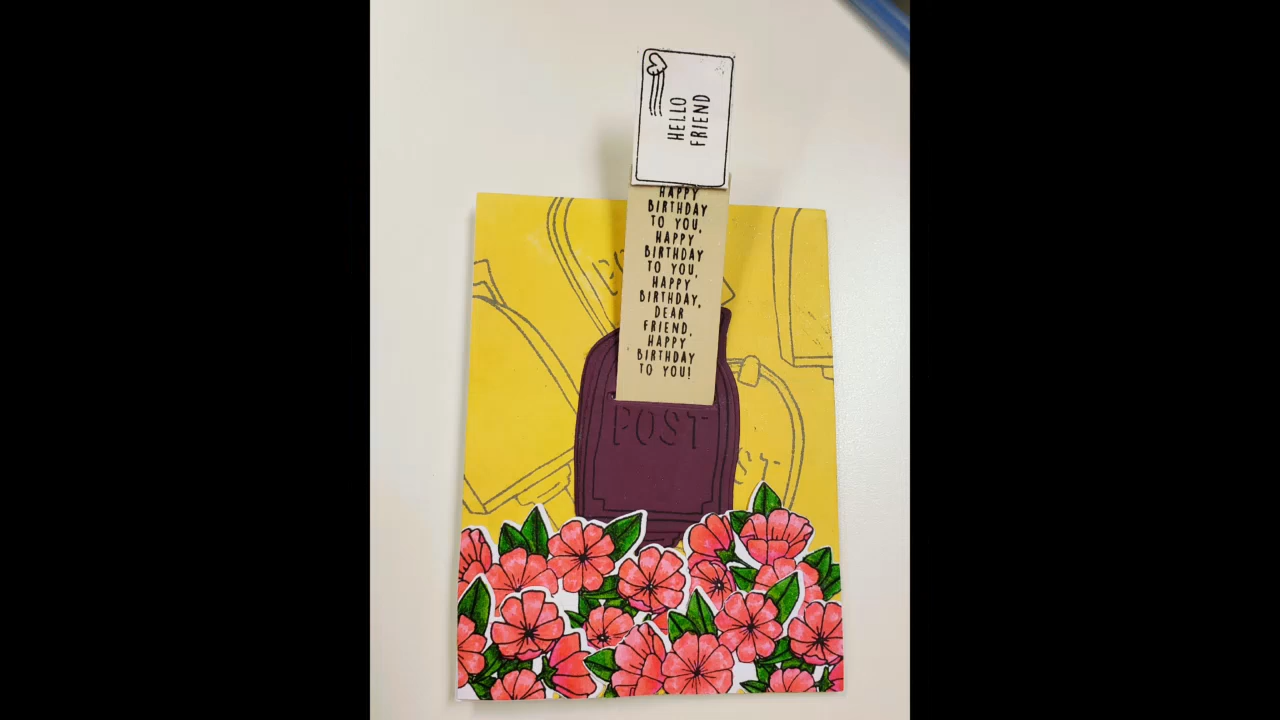 HELLO
FRIEND
HAPPY
BIRTHDAY
TO YOU,
HAPPY
BIRTHDAY
TO YOU,
HAPPY
BIRTHDAY,
DEAR
FRIEND,
HAPPY
BIRTHDAY
TO YOU!
POST